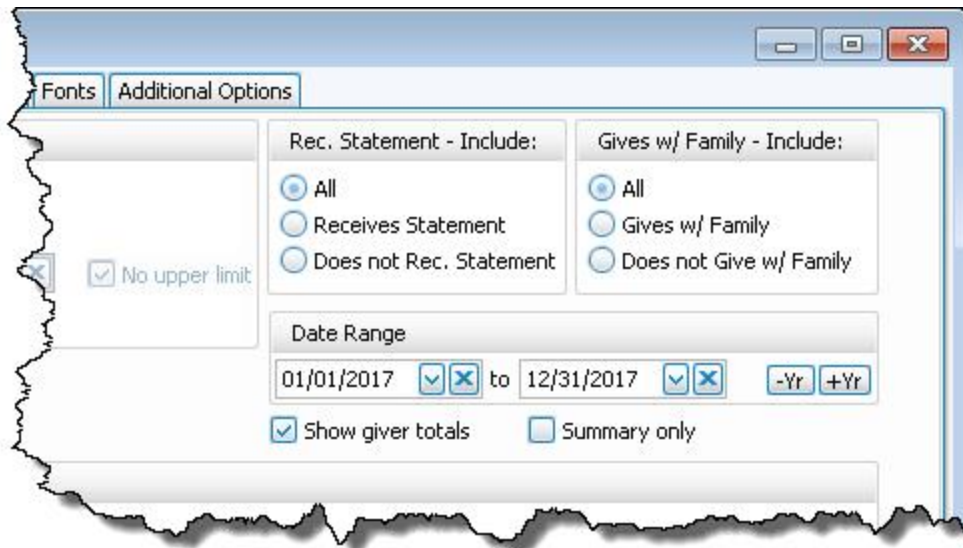 Fonts Additional Options
Rec. Statement - Include: Gives w/ Family - Include:
All All
Receives Statement Gives w/ Family
Does not Rec. Statement Does not Give w/ Family
No upper limit
Date Range
01/01/2017 to 12/31/2017 -Yr +Yr
Show giver totals Summary only